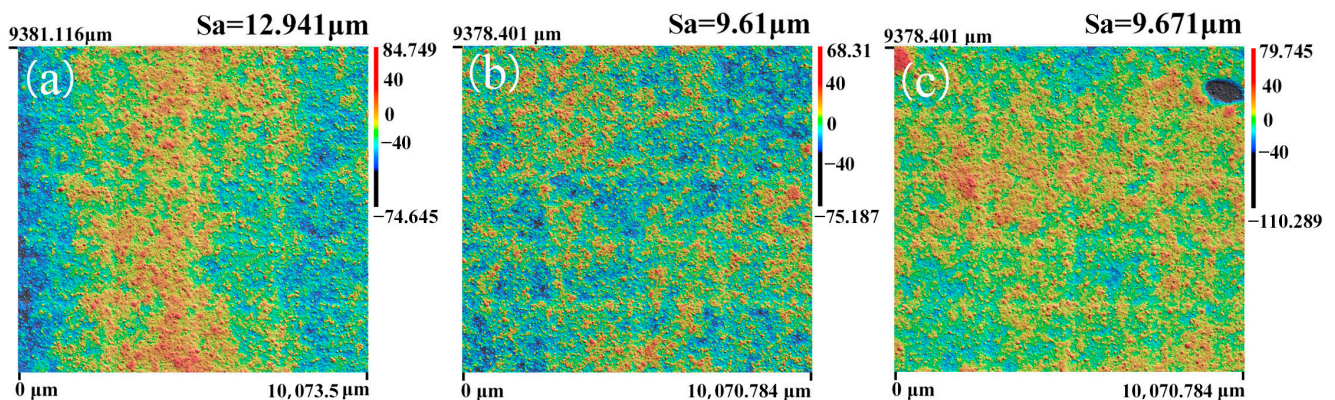 Sa=12.941μm
9381.116μm
(a)
84.749
40
0
−40
−74.645
0 μm
10,073.5 μm
Sa=9.61μm
9378.401 μm
(b)
68.31
40
0
−40
−75.187
0 μm
10,070.784 μm
Sa=9.671μm
9378.401 μm
(c)
79.745
40
0
−40
−110.289
0 μm
10,070.784 μm